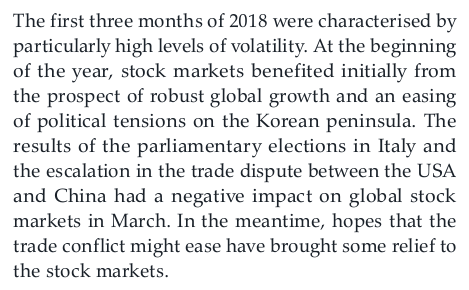 The first three months of 2018 were characterised by
particularly high levels of volatility. At the beginning
of the year, stock markets benefited initially from
the prospect of robust global growth and an easing
of political tensions on the Korean peninsula. The
results of the parliamentary elections in Italy and
the escalation in the trade dispute between the USA
and China had a negative impact on global stock
markets in March. In the meantime, hopes that the
trade conflict might ease have brought some relief to
the stock markets.